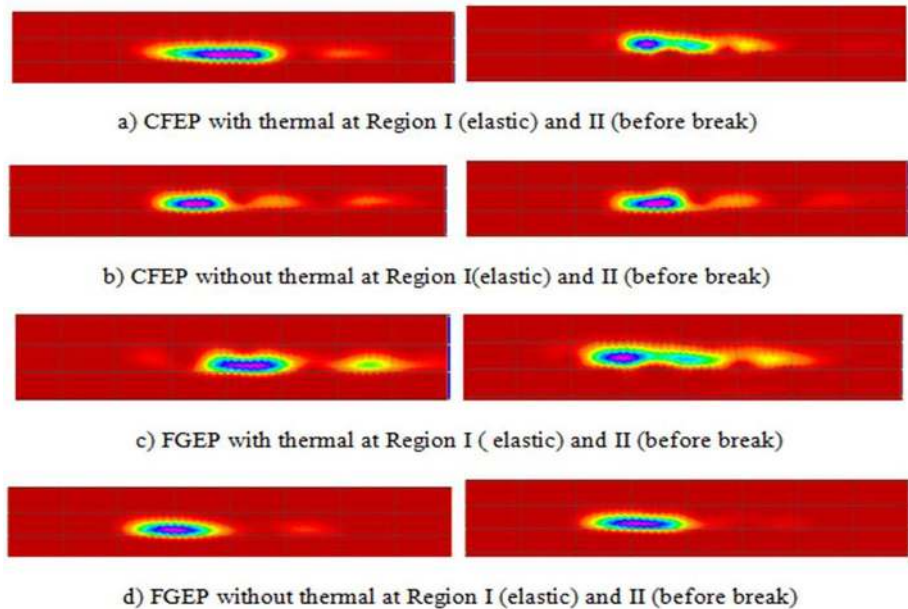 a) CFEP with thermal at Region I (elastic) and II (before break)
b) CFEP without thermal at Region I(elastic) and II (before break)
c) FGEP with thermal at Region I ( elastic) and II (before break)
d) FGEP without thermal at Region I (elastic) and II (before break)